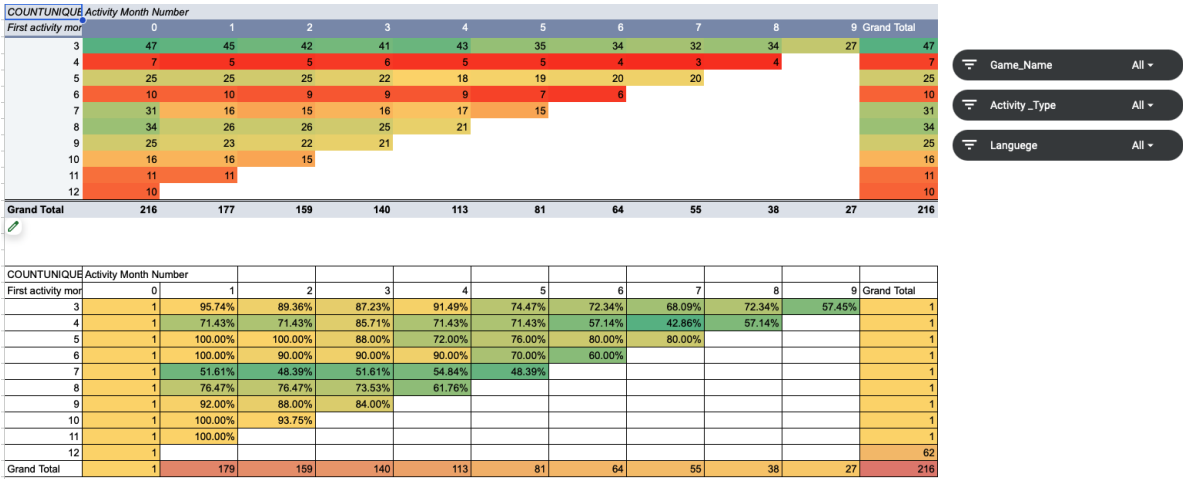 COUNTUNIQUE Activity Month Number
First activity mor 0 1 2 3 4 5 6 7 8 9 Grand Total
3 47 45 42 41 43 35 34 32 34 27 47
4 7 5 5 6 5 5 4 3 4 7
5 25 25 25 22 18 19 20 20 25
6 10 10 9 9 9 7 6 10
7 31 16 15 16 17 15 31
8 34 26 26 25 21 34
9 25 23 22 21 25
10 16 16 15 16
11 11 11 11
12 10 10
Grand Total 216 177 159 140 113 81 64 55 38 27 216
Game_Name All
Activity _Type All
Languege All
COUNTUNIQUE Activity Month Number
First activity mor 0 1 2 3 4 5 6 7 8 9 Grand Total
3 1 95.74% 89.36% 87.23% 91.49% 74.47% 72.34% 68.09% 72.34% 57.45% 1
4 1 71.43% 71.43% 85.71% 71.43% 71.43% 57.14% 42.86% 57.14% 1
5 1 100.00% 100.00% 88.00% 72.00% 76.00% 80.00% 80.00% 1
6 1 100.00% 90.00% 90.00% 90.00% 70.00% 60.00% 1
7 1 51.61% 48.39% 51.61% 54.84% 48.39% 1
8 1 76.47% 76.47% 73.53% 61.76% 1
9 1 92.00% 88.00% 84.00% 1
10 1 100.00% 93.75% 1
11 1 100.00% 1
12 1 62
Grand Total 1 179 159 140 113 81 64 55 38 27 216